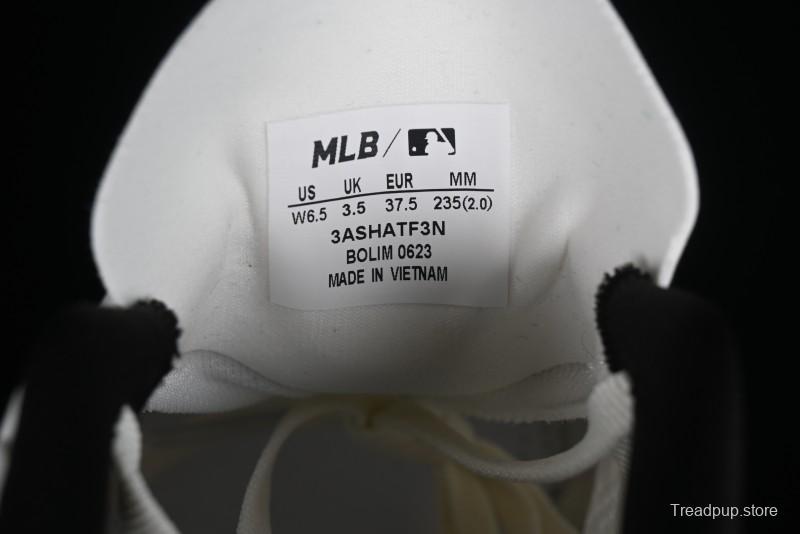 MLB /
US UK EUR MM
W6.5 3.5 37.5 235(2.0)
3ASHATF3N
BOLIM 0623
MADE IN VIETNAM
Treadpup.store